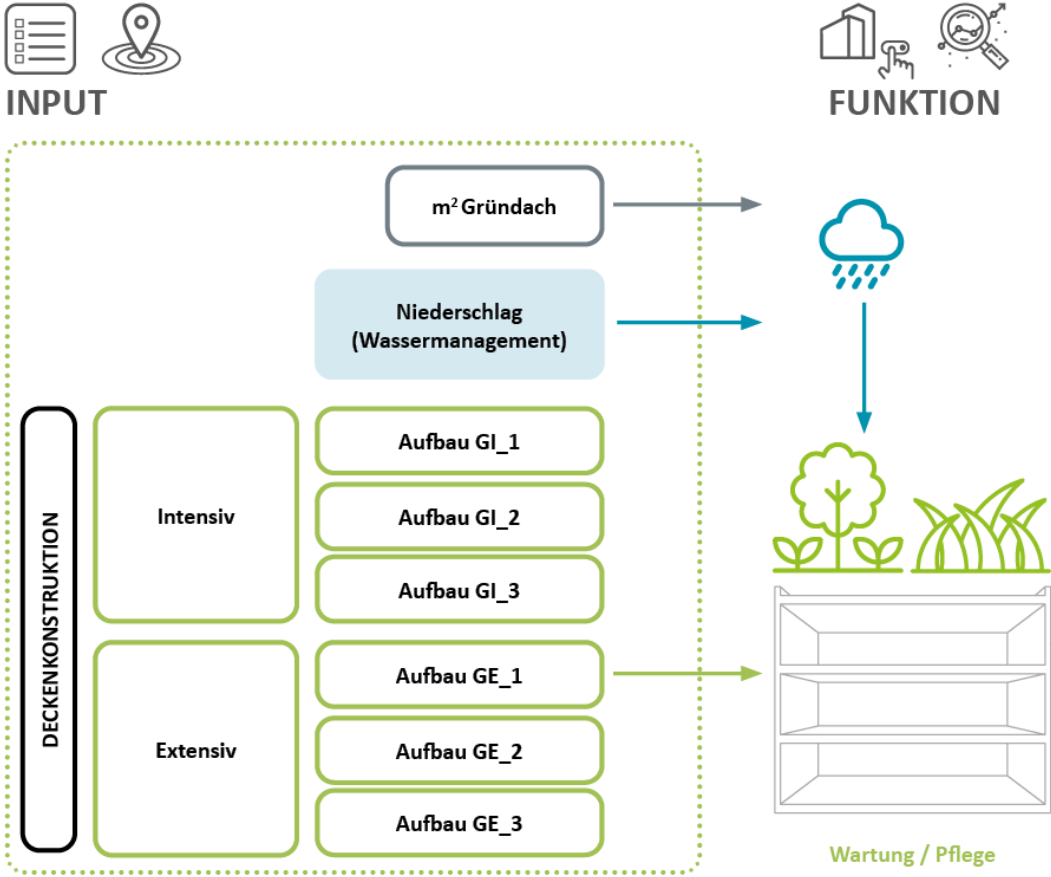 INPUT
FUNKTION
m² Gründach
Niederschlag
(Wassermanagement)
DECKENKONSTRUKTION
Intensiv
Aufbau GI_1
Aufbau GI_2
Aufbau GI_3
Extensiv
Aufbau GE_1
Aufbau GE_2
Aufbau GE_3
Wartung / Pflege